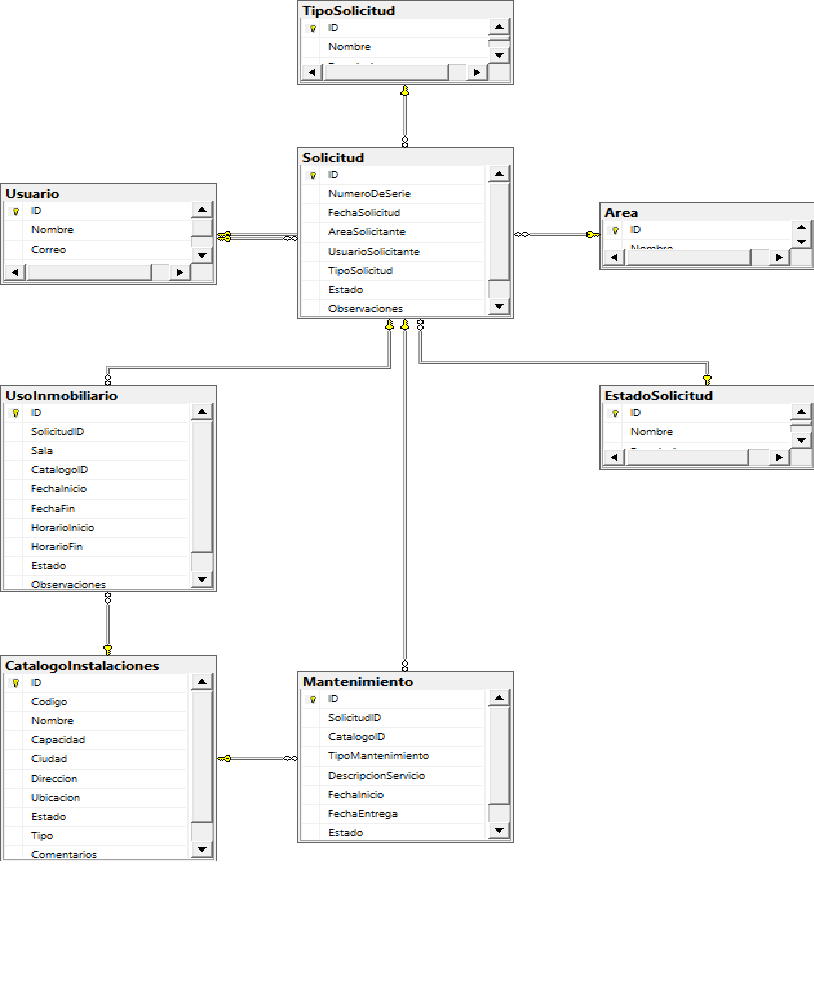 TipoSolicitud
ID
Nombre
Solicitud
ID
NumeroDeSerie
FechaSolicitud
AreaSolicitante
UsuarioSolicitante
TipoSolicitud
Estado
Observaciones
Usuario
ID
Nombre
Correo
Area
ID
Nombre
UsoInmobiliario
ID
SolicitudID
Sala
CatalogoID
FechaInicio
FechaFin
HorarioInicio
HorarioFin
Estado
Observaciones
EstadoSolicitud
ID
Nombre
CatalogoInstalaciones
ID
Codigo
Nombre
Capacidad
Ciudad
Direccion
Ubicacion
Estado
Tipo
Comentarios
Mantenimiento
ID
SolicitudID
CatalogoID
TipoMantenimiento
DescripcionServicio
FechaInicio
FechaEntrega
Estado